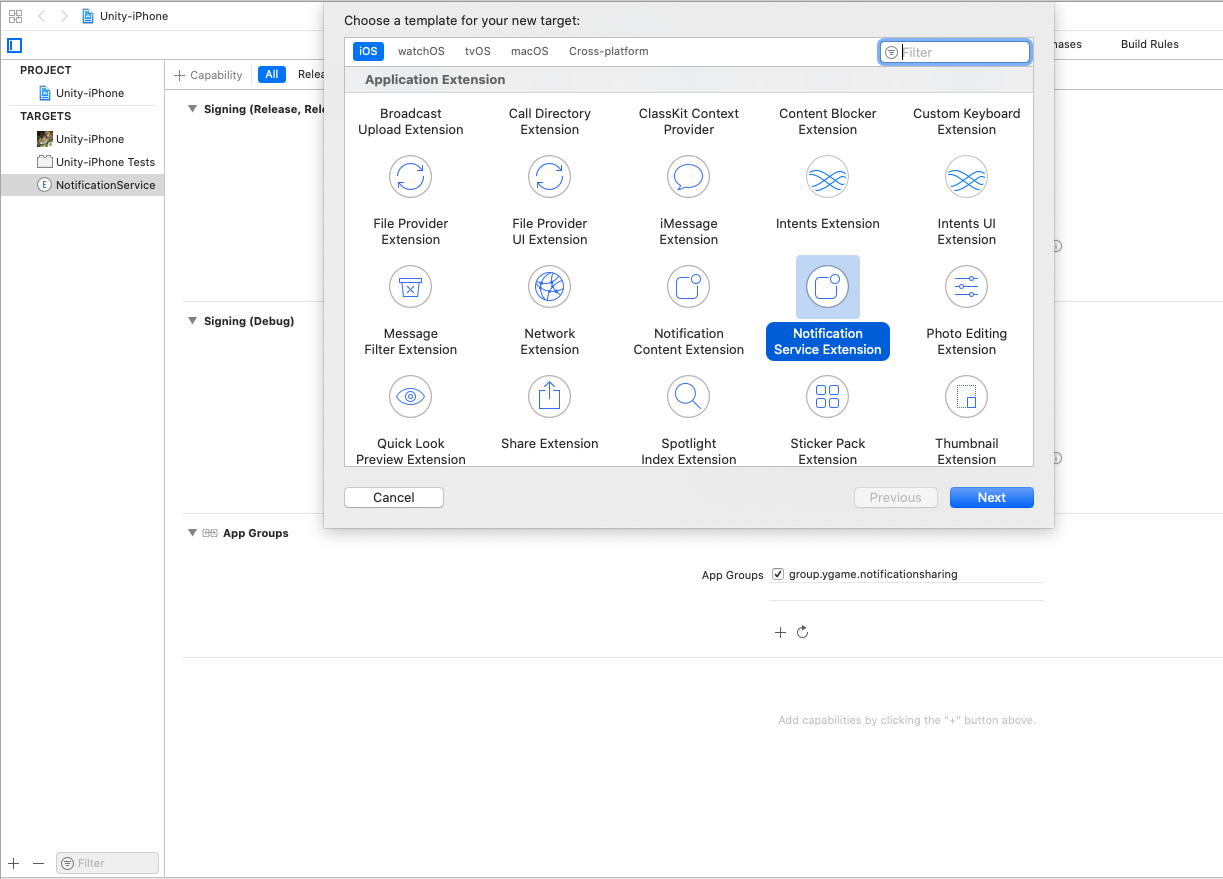 Unity-iPhone
Choose a template for your new target:
iOS watchOS tvOS macOS Cross-platform Filter
Build Rules
PROJECT
Unity-iPhone
TARGETS
Unity-iPhone
Unity-iPhone Tests
E NotificationService
+ Capability All
Application Extension
Broadcast
Upload Extension
Call Directory
Extension
ClassKit Context
Provider
Content Blocker
Extension
Custom Keyboard
Extension
File Provider
Extension
File Provider
UI Extension
iMessage
Extension
Intents Extension
Intents UI
Extension
Message
Filter Extension
Network
Extension
Notification
Content Extension
Notification
Service Extension
Photo Editing
Extension
Quick Look
Preview Extension
Share Extension
Spotlight
Index Extension
Sticker Pack
Extension
Thumbnail
Extension
Cancel Previous Next
Signing (Release,
Signing (Debug)
App Groups
App Groups group.ygame.notificationsharing
Add capabilities by clicking the "+" button above.
Filter